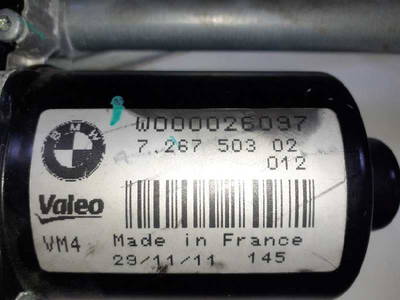 BMW
W000026097
7.267 503 02
012
Valeo
VM4
Made in France
29/11/11 145